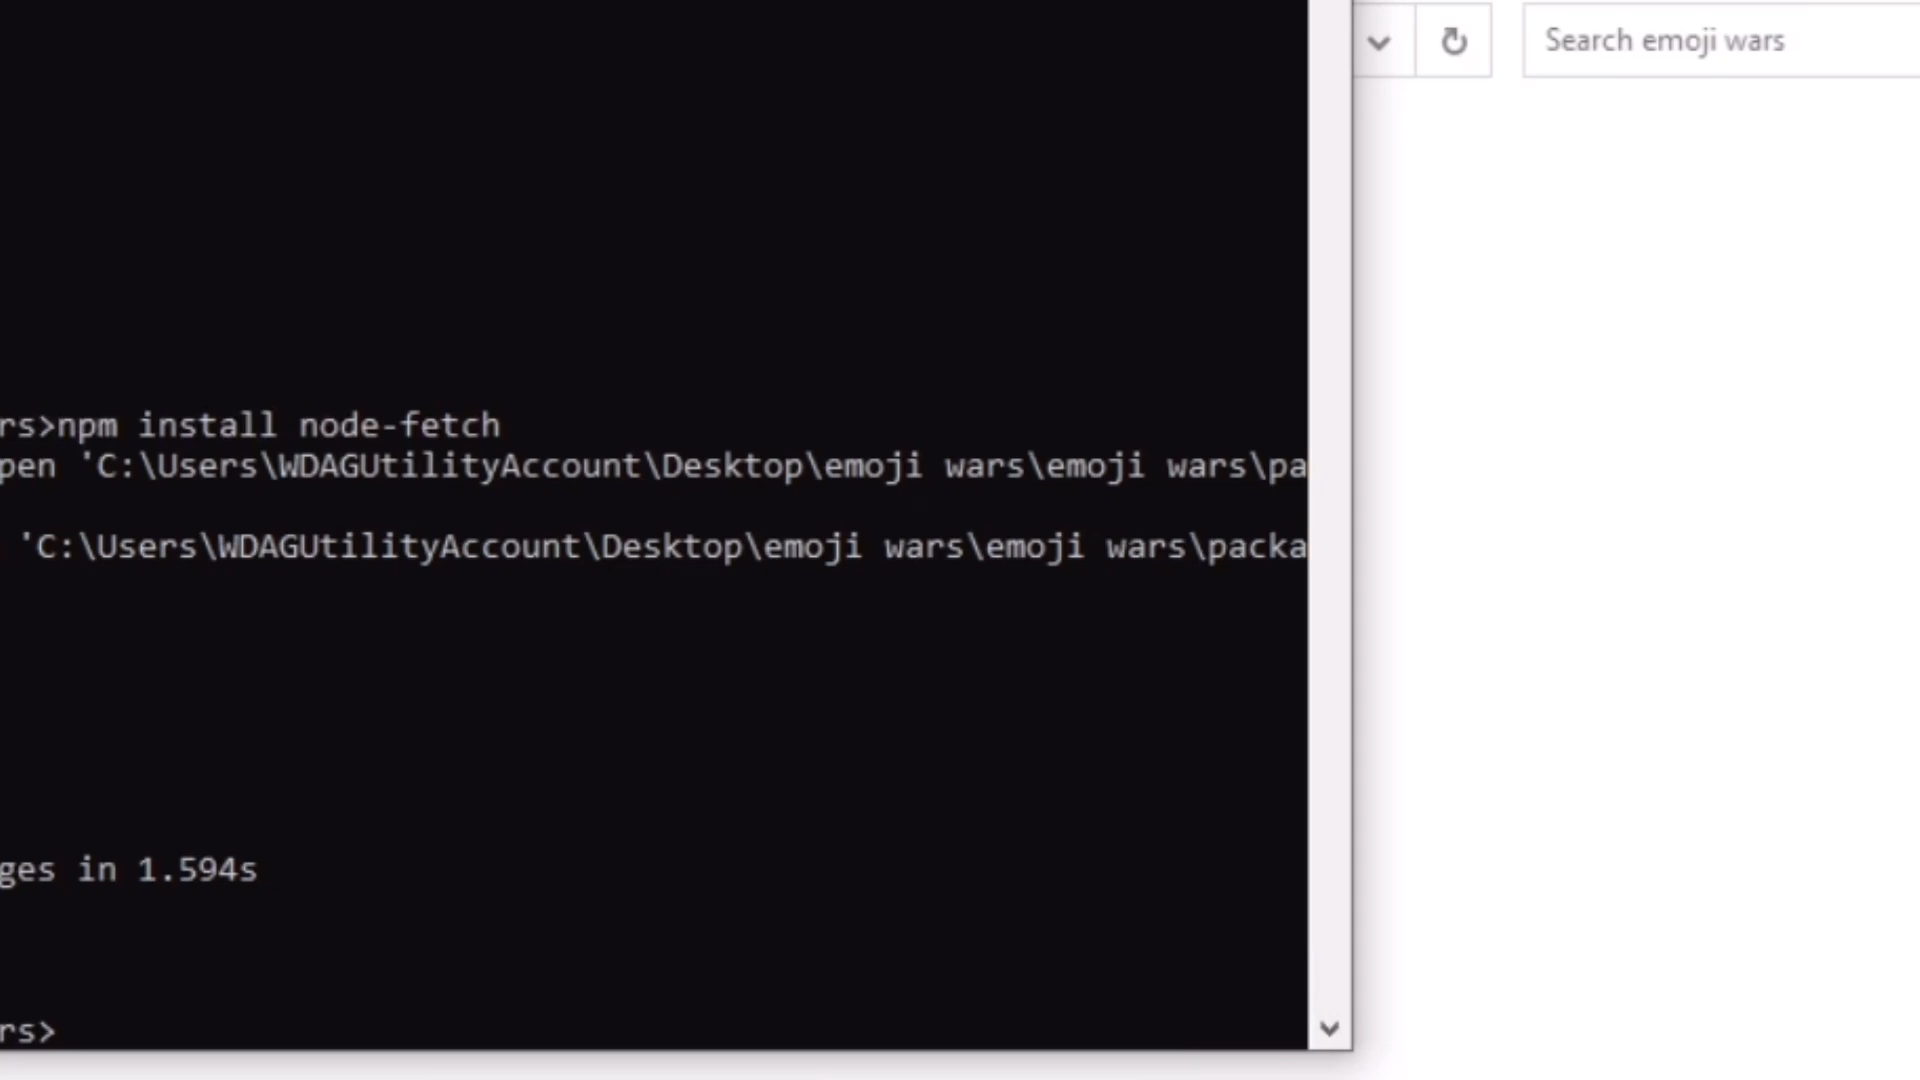 Search emoji wars
rs>npm install node-fetch
pen 'C:\Users\WDAGUtilityAccount\Desktop\emoji wars\emoji wars\pa
'C:\Users\WDAGUtilityAccount\Desktop\emoji wars\emoji wars\packa
ges in 1.594s
rs>